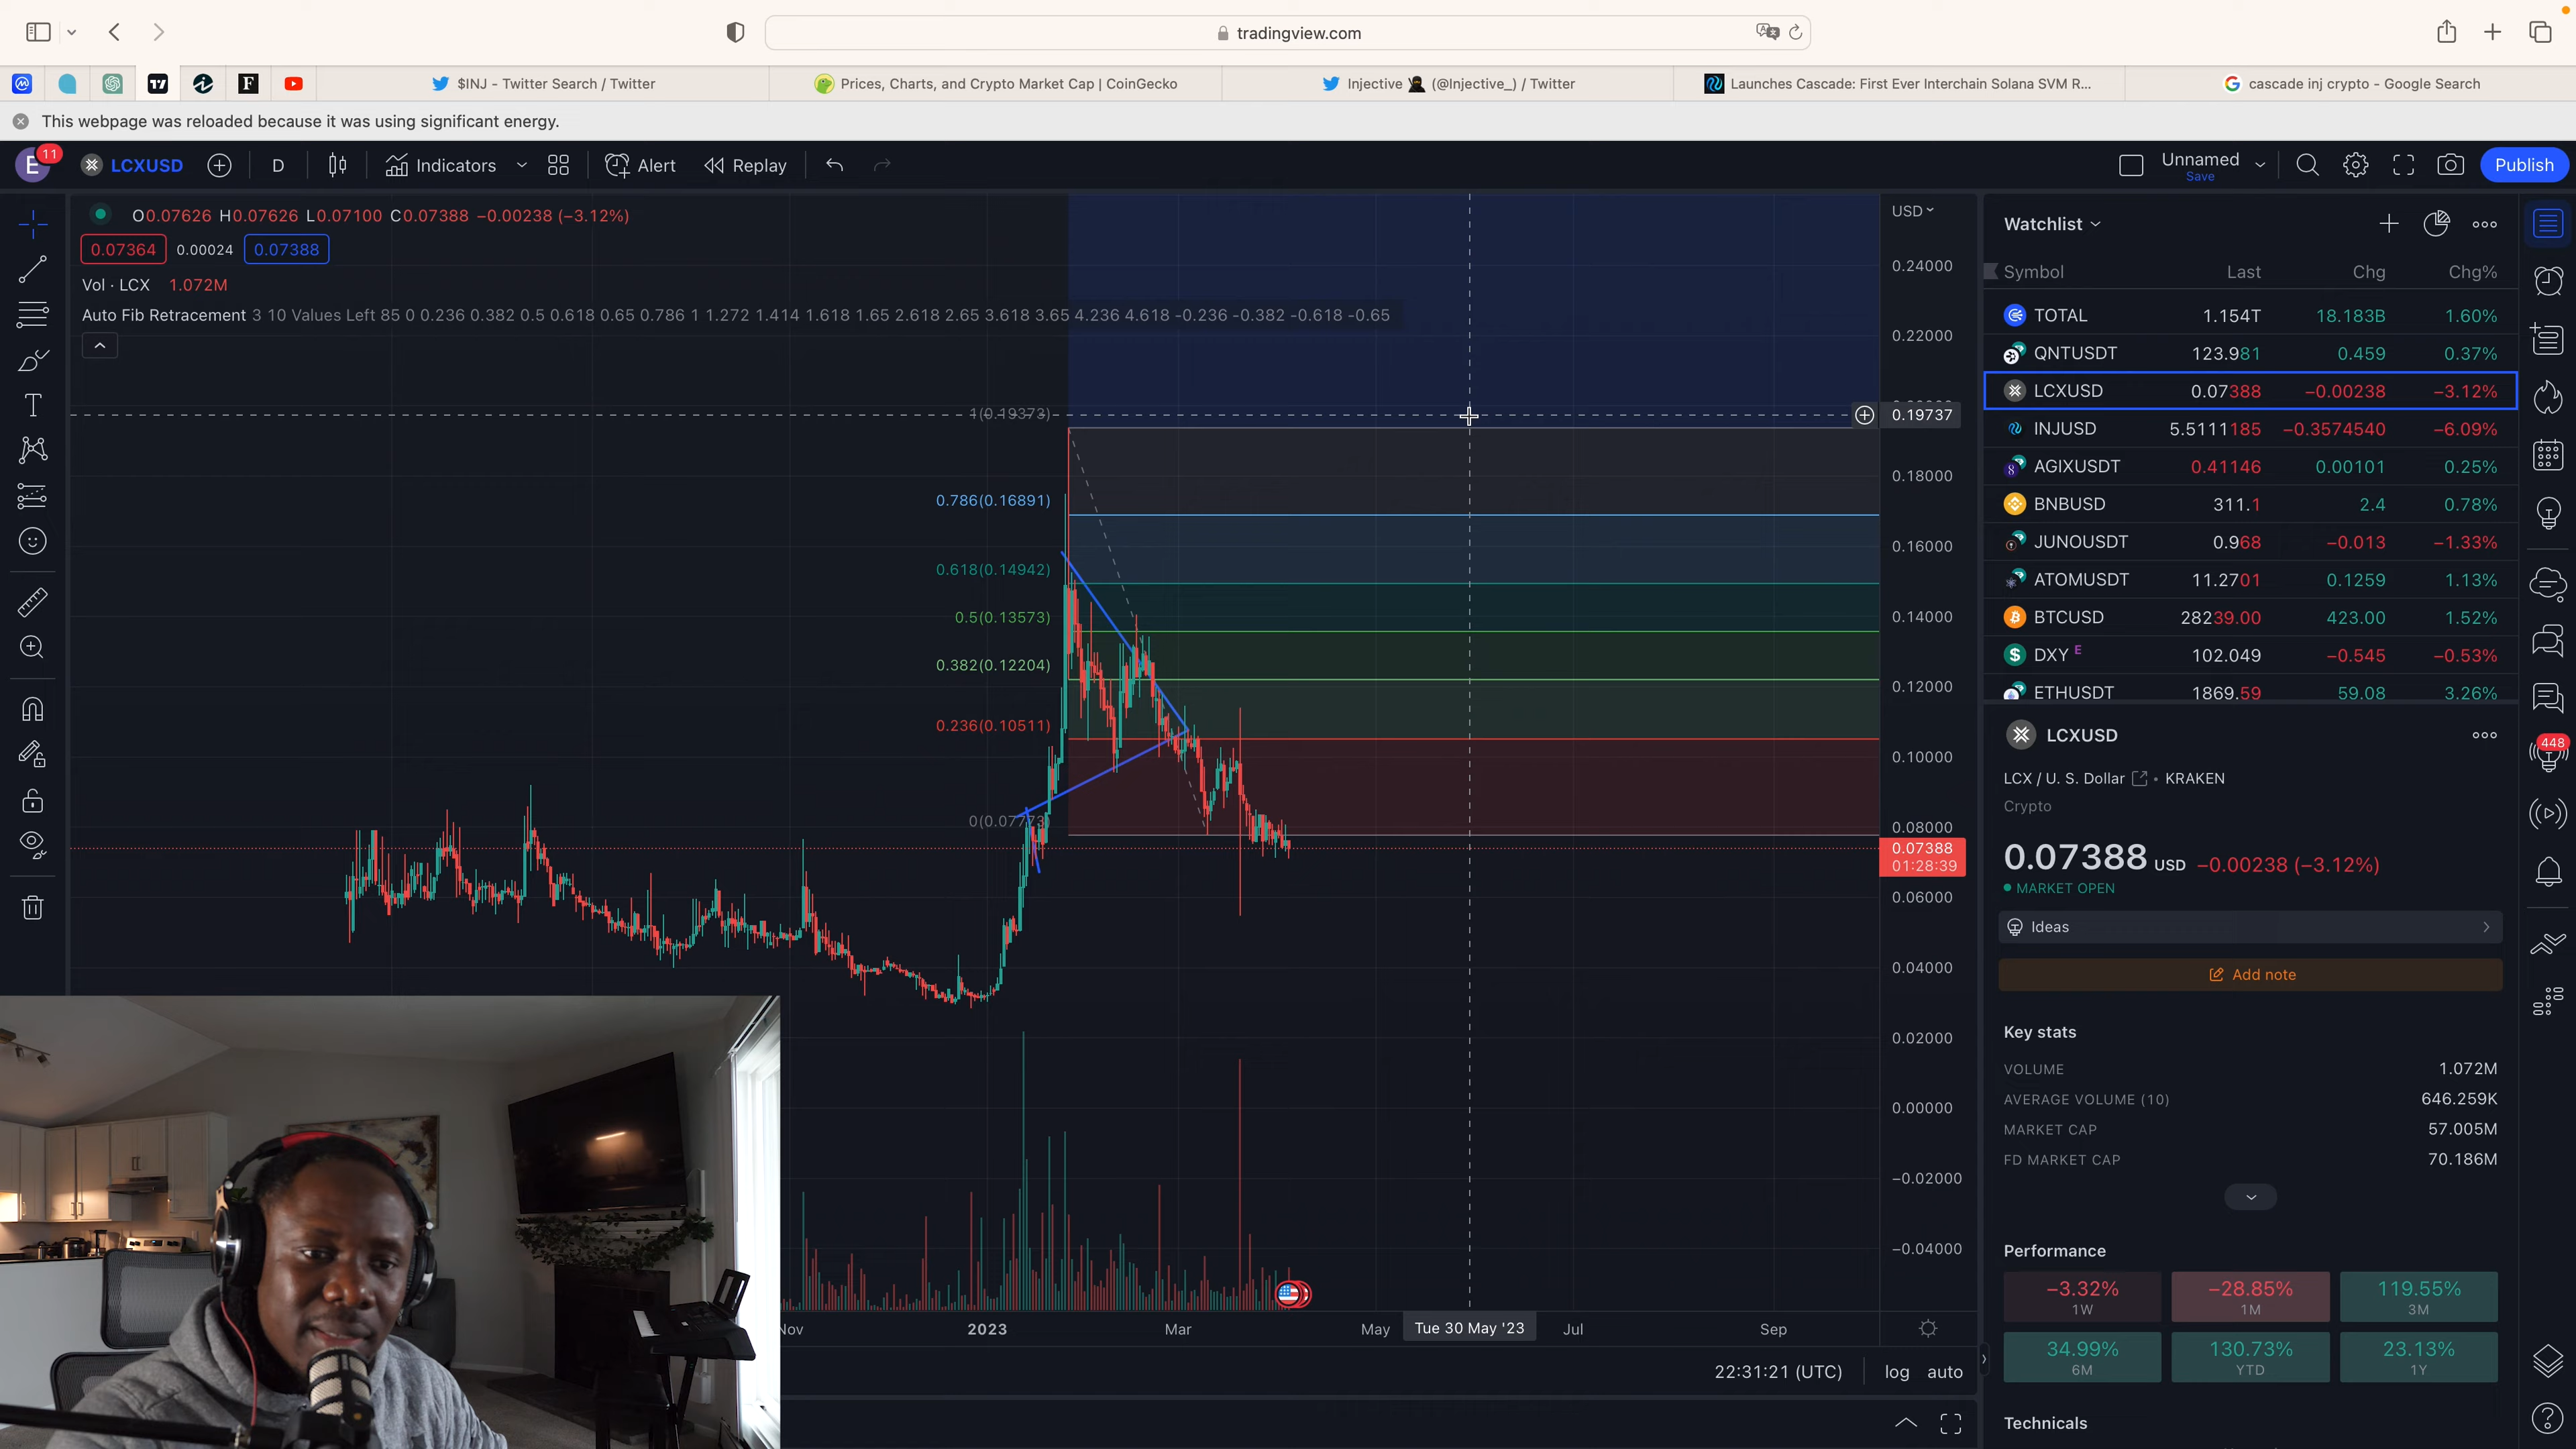 tradingview.com
$INJ - Twitter Search / Twitter
Prices, Charts, and Crypto Market Cap | CoinGecko
Injective 🥷 (@Injective_) / Twitter
Launches Cascade: First Ever Interchain Solana SVM R...
cascade inj crypto - Google Search
This webpage was reloaded because it was using significant energy.
E 11 LCXUSD D Indicators Alert Replay Unnamed Save Publish
O0.07626 H0.07626 L0.07100 C0.07388 −0.00238 (−3.12%)
0.07364 0.00024 0.07388
Vol · LCX 1.072M
Auto Fib Retracement 3 10 Values Left 85 0 0.236 0.382 0.5 0.618 0.65 0.786 1 1.272 1.414 1.618 1.65 2.618 2.65 3.618 3.65 4.236 4.618 -0.236 -0.382 -0.618 -0.65
1(0.19373)
0.786(0.16891)
0.618(0.14942)
0.5(0.13573)
0.382(0.12204)
0.236(0.10511)
0(0.07773)
USD
0.24000
0.22000
0.19737
0.18000
0.16000
0.14000
0.12000
0.10000
0.08000
0.07388
01:28:39
0.06000
0.04000
0.02000
0.00000
−0.02000
−0.04000
Nov 2023 Mar May Tue 30 May '23 Jul Sep
22:31:21 (UTC) log auto
Watchlist
Symbol Last Chg Chg%
TOTAL 1.154T 18.183B 1.60%
QNTUSDT 123.981 0.459 0.37%
LCXUSD 0.07388 −0.00238 −3.12%
INJUSD 5.5111185 −0.3574540 −6.09%
AGIXUSDT 0.41146 0.00101 0.25%
BNBUSD 311.1 2.4 0.78%
JUNOUSDT 0.968 −0.013 −1.33%
ATOMUSDT 11.2701 0.1259 1.13%
BTCUSD 28239.00 423.00 1.52%
DXY E 102.049 −0.545 −0.53%
ETHUSDT 1869.59 59.08 3.26%
LCXUSD
LCX / U. S. Dollar • KRAKEN
Crypto
0.07388 USD −0.00238 (−3.12%)
MARKET OPEN
Ideas
Add note
Key stats
VOLUME 1.072M
AVERAGE VOLUME (10) 646.259K
MARKET CAP 57.005M
FD MARKET CAP 70.186M
Performance
−3.32% −28.85% 119.55%
1W 1M 3M
34.99% 130.73% 23.13%
6M YTD 1Y
Technicals
448